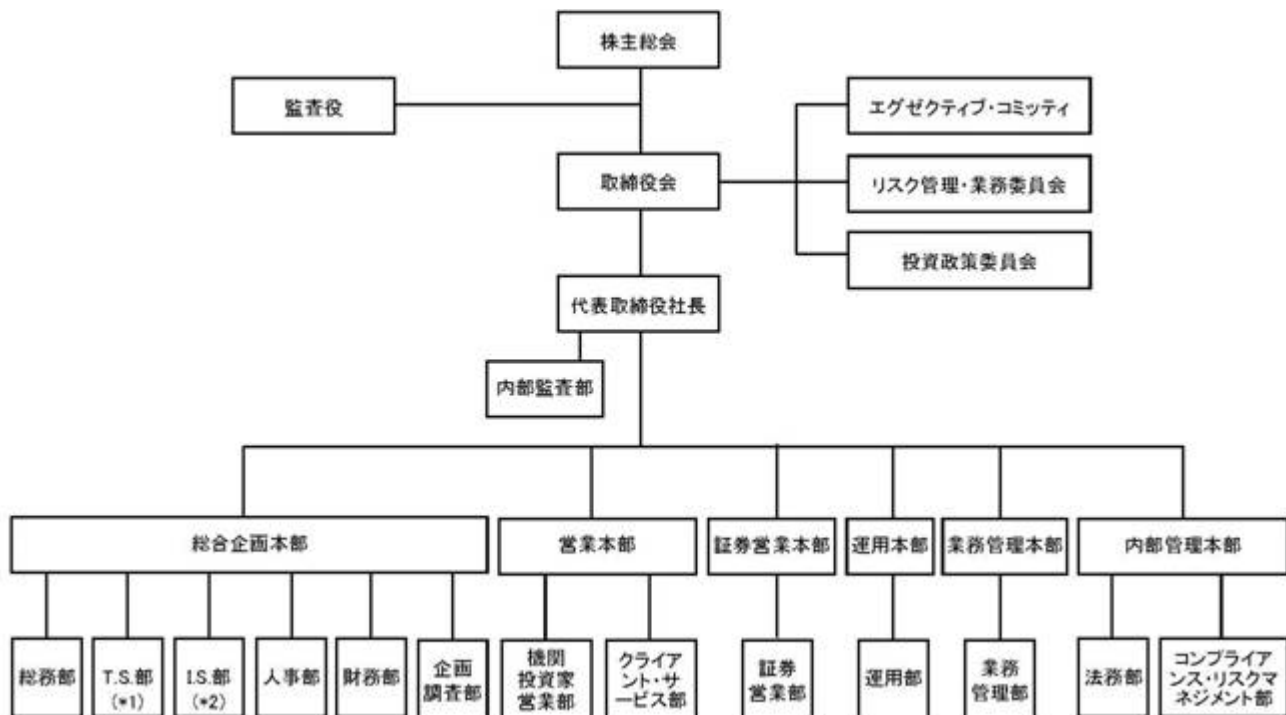 株主総会
監査役
エグゼクティブ・コミッティ
取締役会
リスク管理・業務委員会
投資政策委員会
代表取締役社長
内部監査部
総合企画本部
営業本部
証券営業本部
運用本部
業務管理本部
内部管理本部
総務部
T.S.部
(*1)
I.S.部
(*2)
人事部
財務部
企画
調査部
機関
投資家
営業部
クライア
ント・サ
ービス部
証券
営業部
運用部
業務
管理部
法務部
コンプライア
ンス・リスクマ
ネジメント部